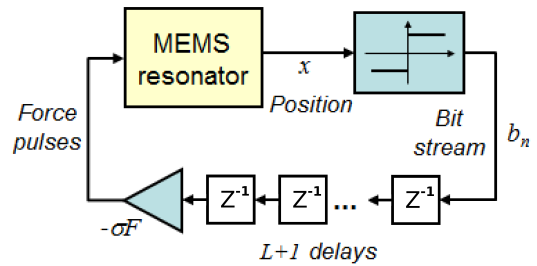 MEMS
resonator
x
Position
Force
pulses
Bit
stream
bₙ
Z⁻¹
Z⁻¹
...
Z⁻¹
-σF
L+1 delays